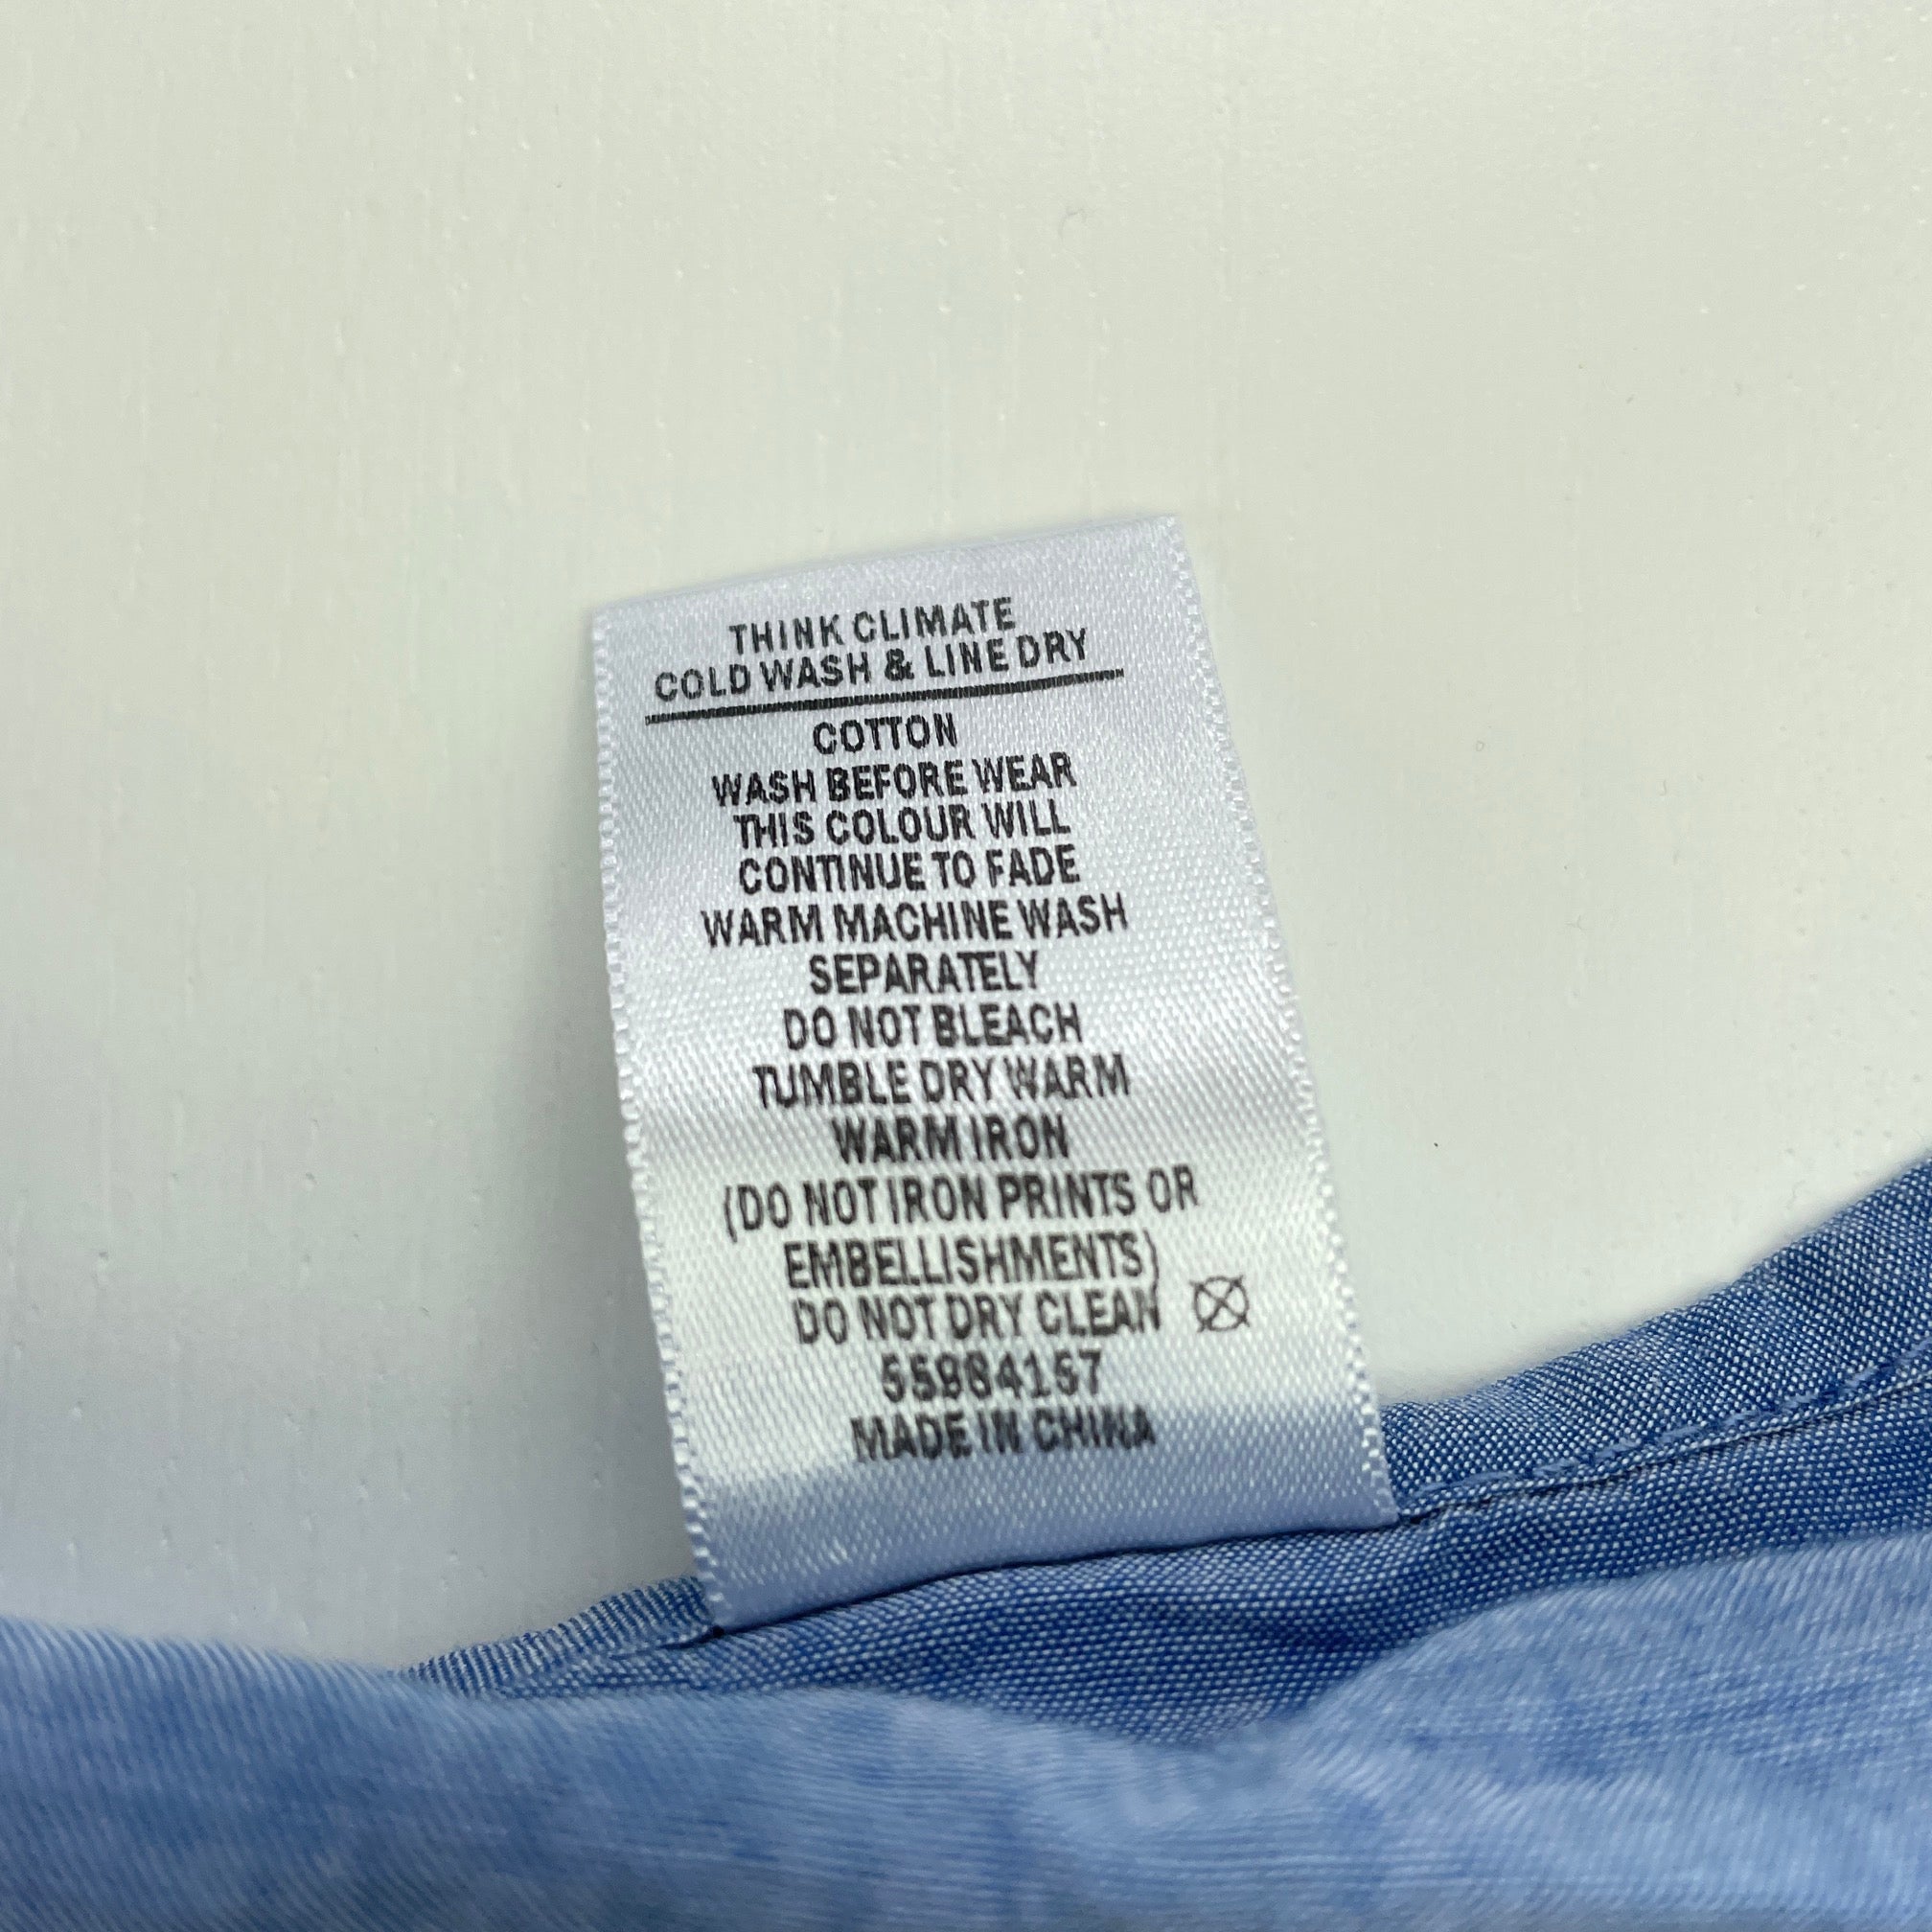 THINK CLIMATE
COLD WASH & LINE DRY
COTTON
WASH BEFORE WEAR
THIS COLOUR WILL
CONTINUE TO FADE
WARM MACHINE WASH
SEPARATELY
DO NOT BLEACH
TUMBLE DRY WARM
WARM IRON
(DO NOT IRON PRINTS OR
EMBELLISHMENTS)
DO NOT DRY CLEAN
MADE IN CHINA